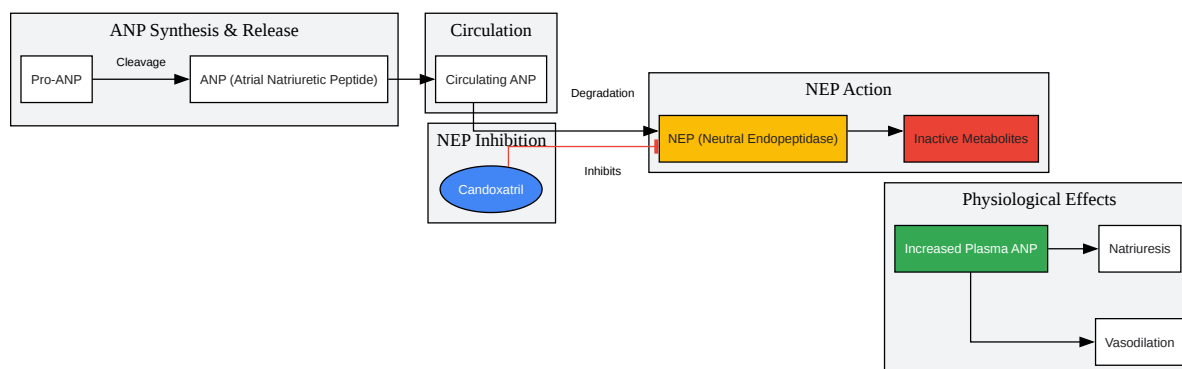 ANP Synthesis & Release
Pro-ANP
Cleavage
ANP (Atrial Natriuretic Peptide)
Circulation
Circulating ANP
Degradation
NEP Action
NEP (Neutral Endopeptidase)
Inactive Metabolites
NEP Inhibition
Candoxatril
Inhibits
Physiological Effects
Increased Plasma ANP
Natriuresis
Vasodilation